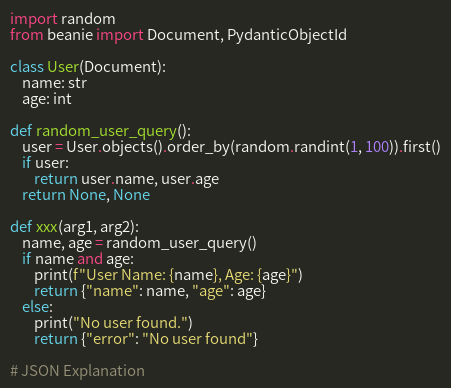 import random
from beanie import Document, PydanticObjectId

class User(Document):
    name: str
    age: int

def random_user_query():
    user = User.objects().order_by(random.randint(1, 100)).first()
    if user:
        return user.name, user.age
    return None, None

def xxx(arg1, arg2):
    name, age = random_user_query()
    if name and age:
        print(f"User Name: {name}, Age: {age}")
        return {"name": name, "age": age}
    else:
        print("No user found.")
        return {"error": "No user found"}

# JSON Explanation